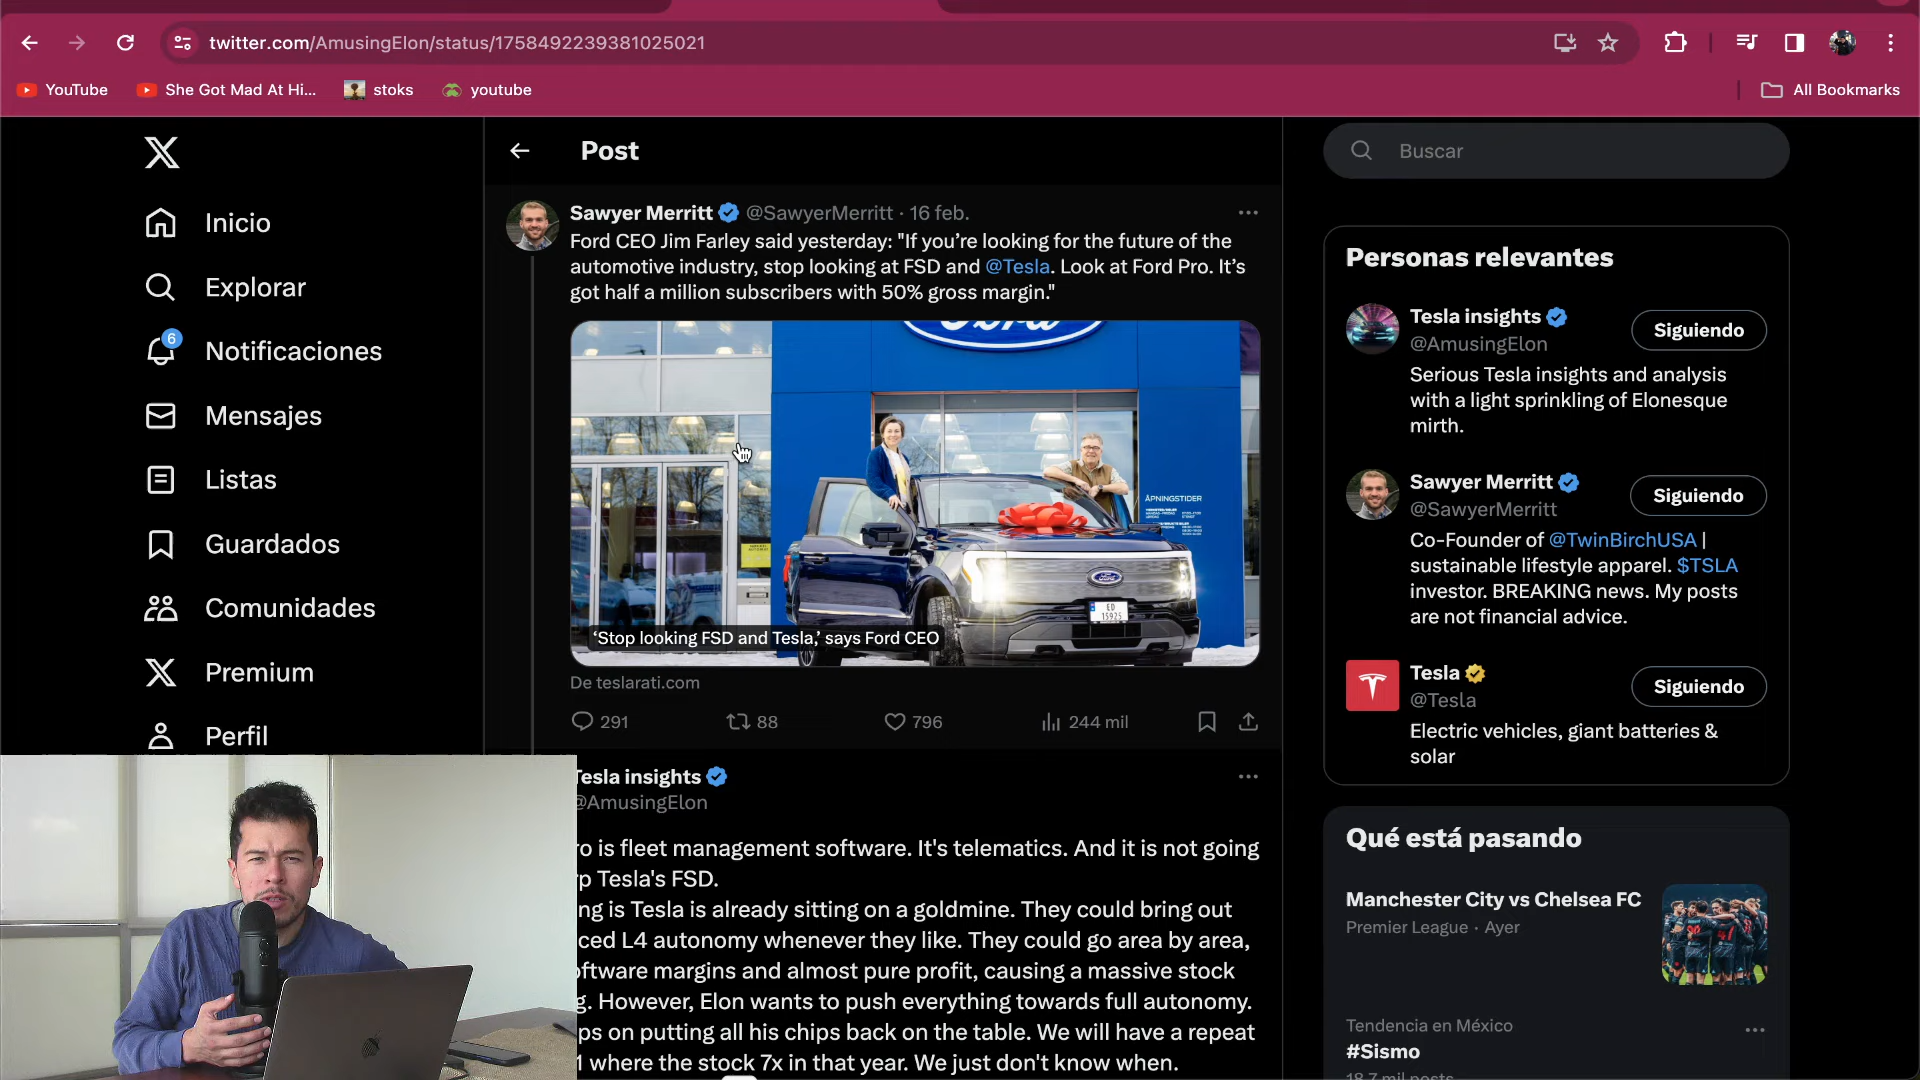 twitter.com/AmusingElon/status/1758492239381025021
YouTube
She Got Mad At Hi...
stoks
youtube
All Bookmarks
Inicio
Explorar
6
Notificaciones
Mensajes
Listas
Guardados
Comunidades
Premium
Perfil
Post
Sawyer Merritt @SawyerMerritt · 16 feb.
Ford CEO Jim Farley said yesterday: "If you’re looking for the future of the
automotive industry, stop looking at FSD and @Tesla. Look at Ford Pro. It’s
got half a million subscribers with 50% gross margin."
Ford
ÅPNINGSTIDER
ED
15925
‘Stop looking FSD and Tesla,’ says Ford CEO
De teslarati.com
291 88 796 244 mil
Tesla insights
@AmusingElon
ro is fleet management software. It's telematics. And it is not going
p Tesla's FSD.
ng is Tesla is already sitting on a goldmine. They could bring out
ced L4 autonomy whenever they like. They could go area by area,
oftware margins and almost pure profit, causing a massive stock
g. However, Elon wants to push everything towards full autonomy.
ps on putting all his chips back on the table. We will have a repeat
1 where the stock 7x in that year. We just don't know when.
Buscar
Personas relevantes
Tesla insights
@AmusingElon
Siguiendo
Serious Tesla insights and analysis
with a light sprinkling of Elonesque
mirth.
Sawyer Merritt
@SawyerMerritt
Siguiendo
Co-Founder of @TwinBirchUSA |
sustainable lifestyle apparel. $TSLA
investor. BREAKING news. My posts
are not financial advice.
Tesla
@Tesla
Siguiendo
Electric vehicles, giant batteries &
solar
Qué está pasando
Manchester City vs Chelsea FC
Premier League · Ayer
Tendencia en México
#Sismo
18.7 mil posts